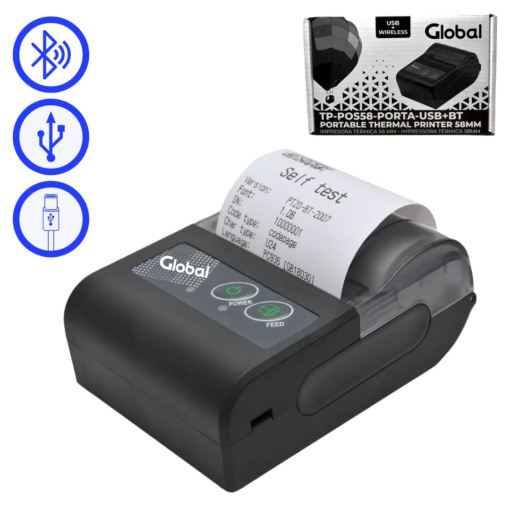 USB
+
WIRELESS
Global
TP-POS58-PORTA-USB+BT
PORTABLE THERMAL PRINTER 58MM
IMPRESORA TÉRMICA 58 MM - IMPRESSORA TÉRMICA 58MM
Self test
Version: PT2D-BT-2007
Font: 1.06
SN: 10000001
Code type: codepage
Char type: U24
Language: PC936 [GB18030]
Global
POWER
FEED